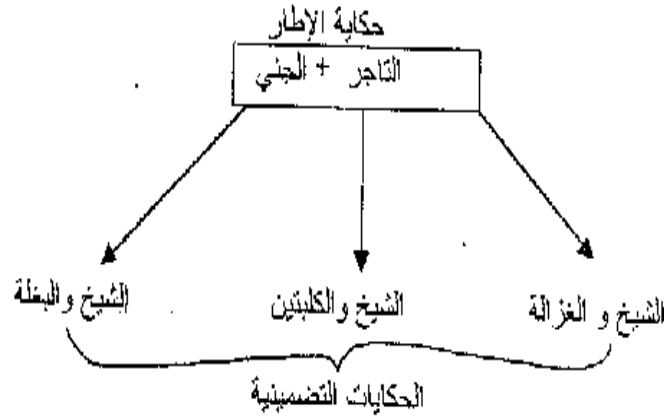 حكاية الإطار
التاجر + الجني
الشيخ و الغزالة
الشيخ والكلبتين
الشيخ والبغلة
الحكايات التضمينية